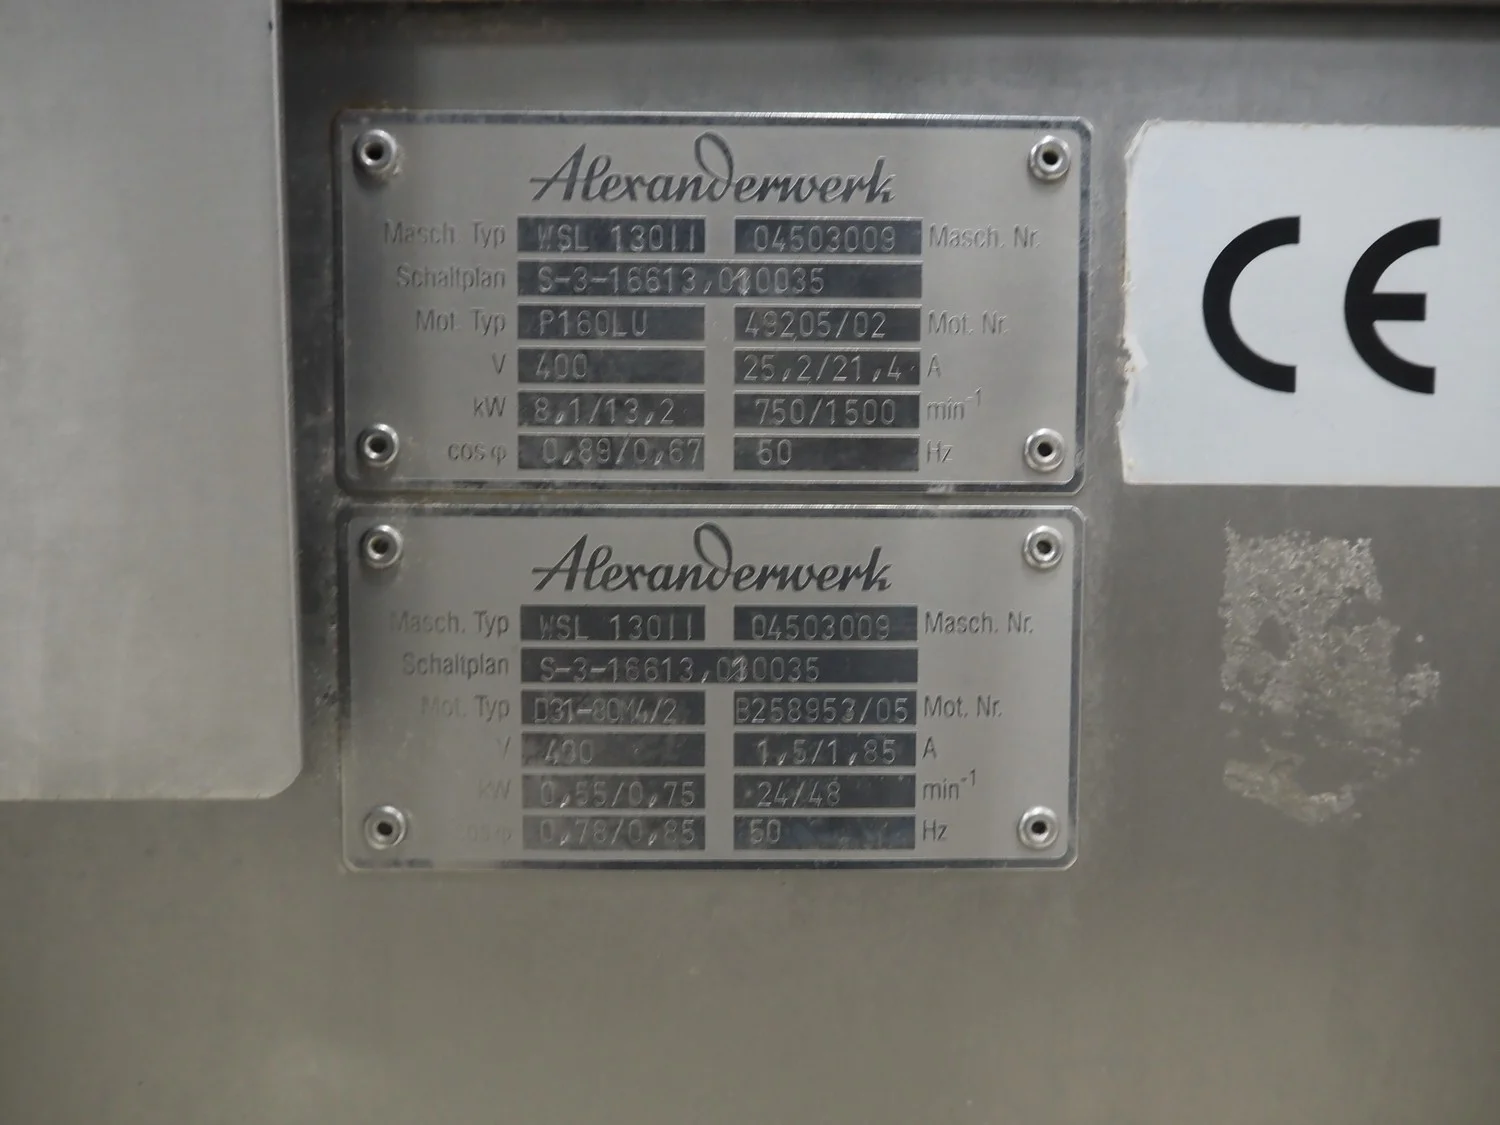 Alexanderwerk
Masch. Typ WSL 130II 04503009 Masch. Nr.
Schaltplan S-3-16613,010035
Mot. Typ P160LU 49205/02 Mot. Nr.
V 400 25,2/21,4 A
kW 8,1/13,2 750/1500 min-1
cos φ 0,89/0,67 50 Hz
CE
Alexanderwerk
Masch. Typ WSL 130II 04503009 Masch. Nr.
Schaltplan S-3-16613,010035
Mot. Typ D31-80M4/2 B258953/05 Mot. Nr.
V 400 1,5/1,85 A
kW 0,55/0,75 24/48 min-1
cos φ 0,78/0,85 50 Hz